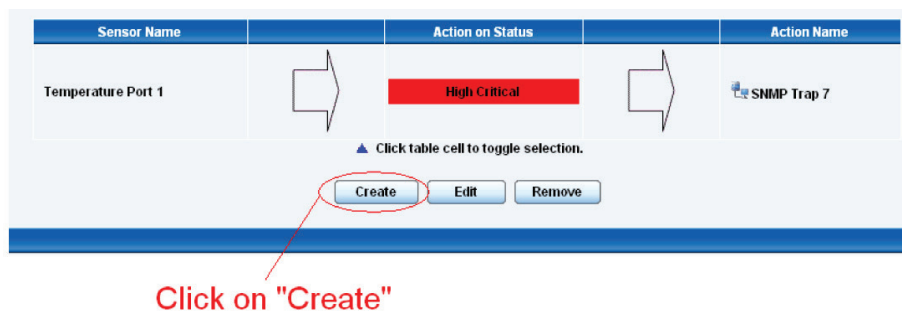 Sensor Name Action on Status Action Name
Temperature Port 1 High Critical SNMP Trap 7
Click table cell to toggle selection.
Create Edit Remove
Click on "Create"